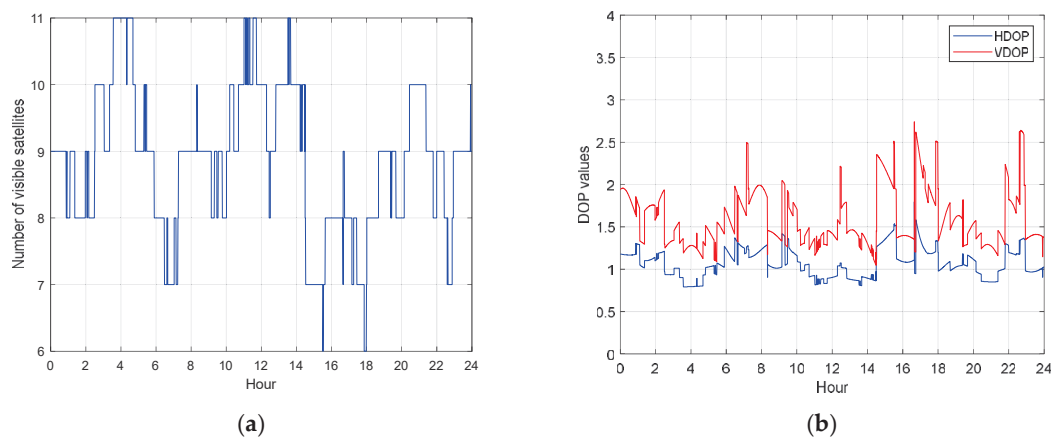 11
10
9
8
7
6
Number of visible satellites
0 2 4 6 8 10 12 14 16 18 20 22 24
Hour
(a)
4
3.5
3
2.5
2
1.5
1
0.5
0
DOP values
HDOP
VDOP
0 2 4 6 8 10 12 14 16 18 20 22 24
Hour
(b)